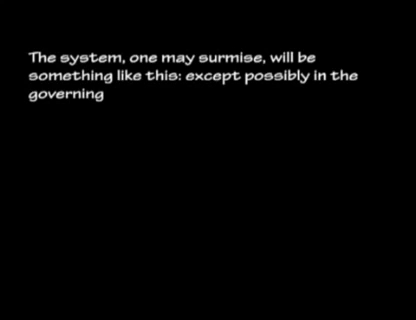 The system, one may surmise, will be
something like this: except possibly in the
governing